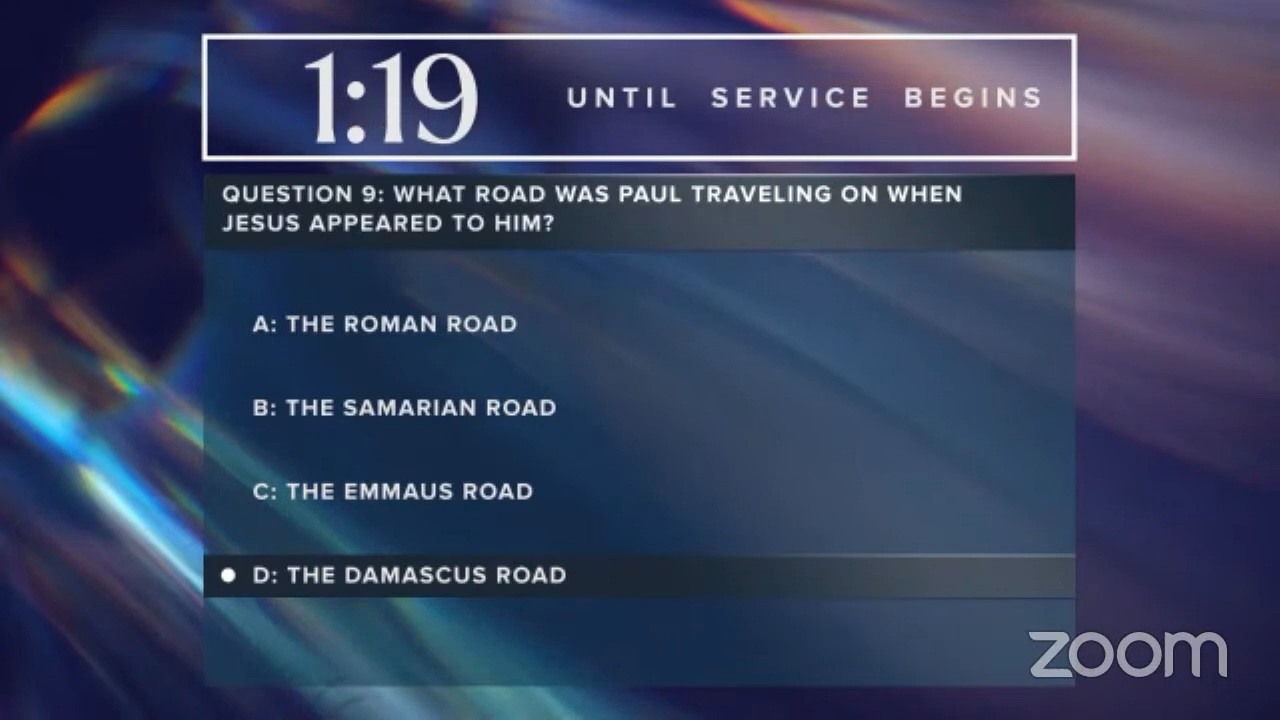 1:19 UNTIL SERVICE BEGINS
QUESTION 9: WHAT ROAD WAS PAUL TRAVELING ON WHEN
JESUS APPEARED TO HIM?
A: THE ROMAN ROAD
B: THE SAMARIAN ROAD
C: THE EMMAUS ROAD
D: THE DAMASCUS ROAD
zoom